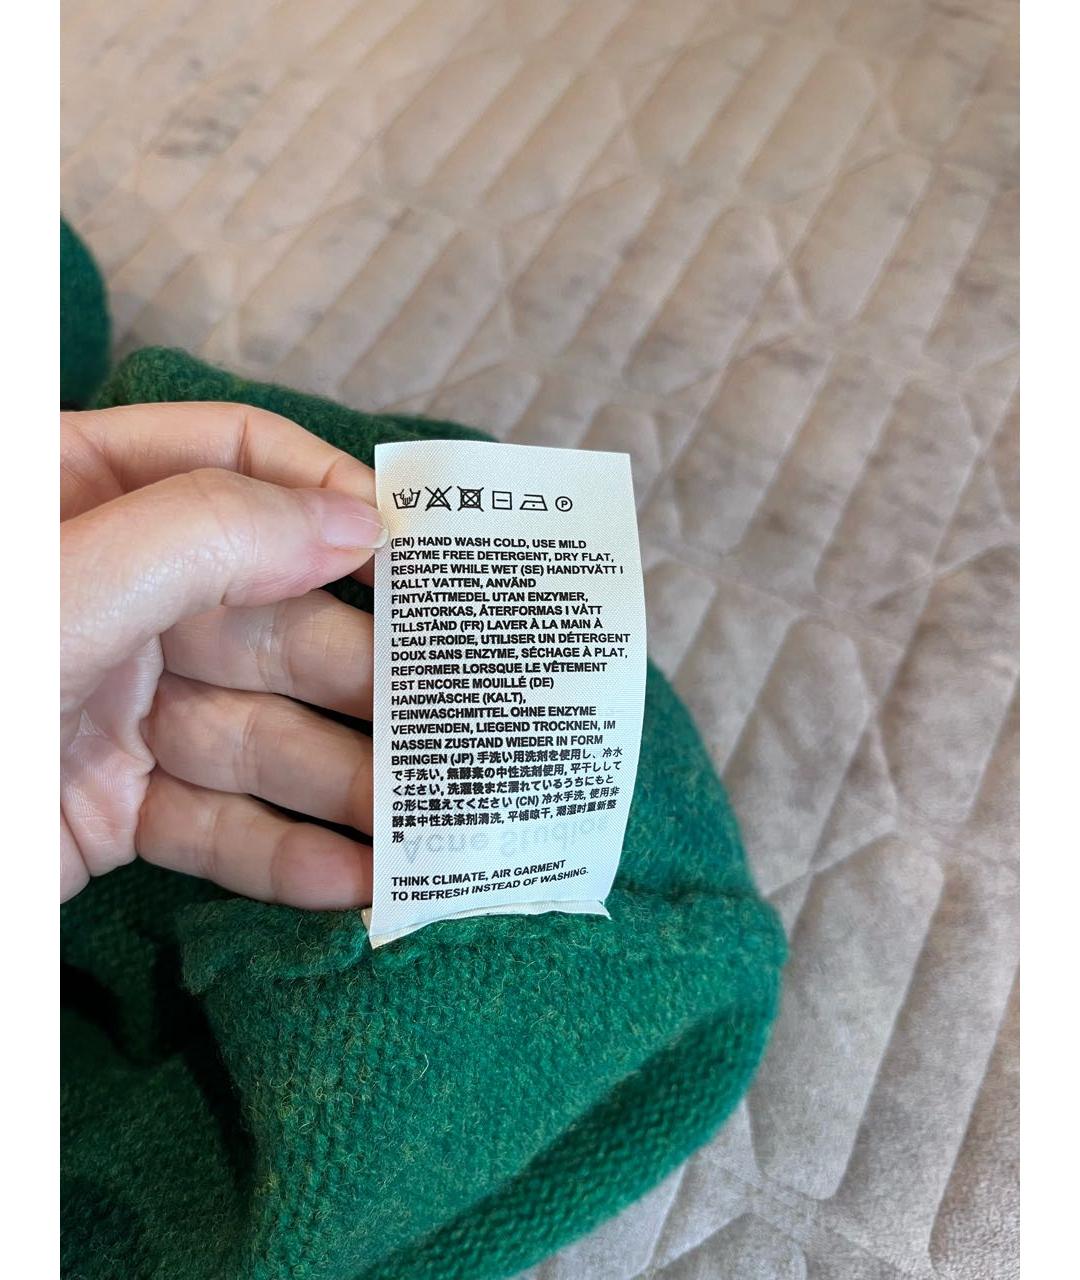 P
(EN) HAND WASH COLD, USE MILD
ENZYME FREE DETERGENT, DRY FLAT,
RESHAPE WHILE WET (SE) HANDTVÄTT I
KALLT VATTEN, ANVÄND
FINTVÄTTMEDEL UTAN ENZYMER,
PLANTORKAS, ÅTERFORMAS I VÅTT
TILLSTÅND (FR) LAVER À LA MAIN À
L'EAU FROIDE, UTILISER UN DÉTERGENT
DOUX SANS ENZYME, SÉCHAGE À PLAT,
REFORMER LORSQUE LE VÊTEMENT
EST ENCORE MOUILLÉ (DE)
HANDWÄSCHE (KALT),
FEINWASCHMITTEL OHNE ENZYME
VERWENDEN, LIEGEND TROCKNEN, IM
NASSEN ZUSTAND WIEDER IN FORM
BRINGEN (JP) 手洗い用洗剤を使用し、冷水
で手洗い, 無酵素の中性洗剤使用, 平干しして
ください, 洗濯後まだ濡れているうちにもと
の形に整えてください (CN) 冷水手洗, 使用非
酵素中性洗涤剂清洗, 平铺晾干, 潮湿时重新整
形
Acne Studios
THINK CLIMATE, AIR GARMENT
TO REFRESH INSTEAD OF WASHING.